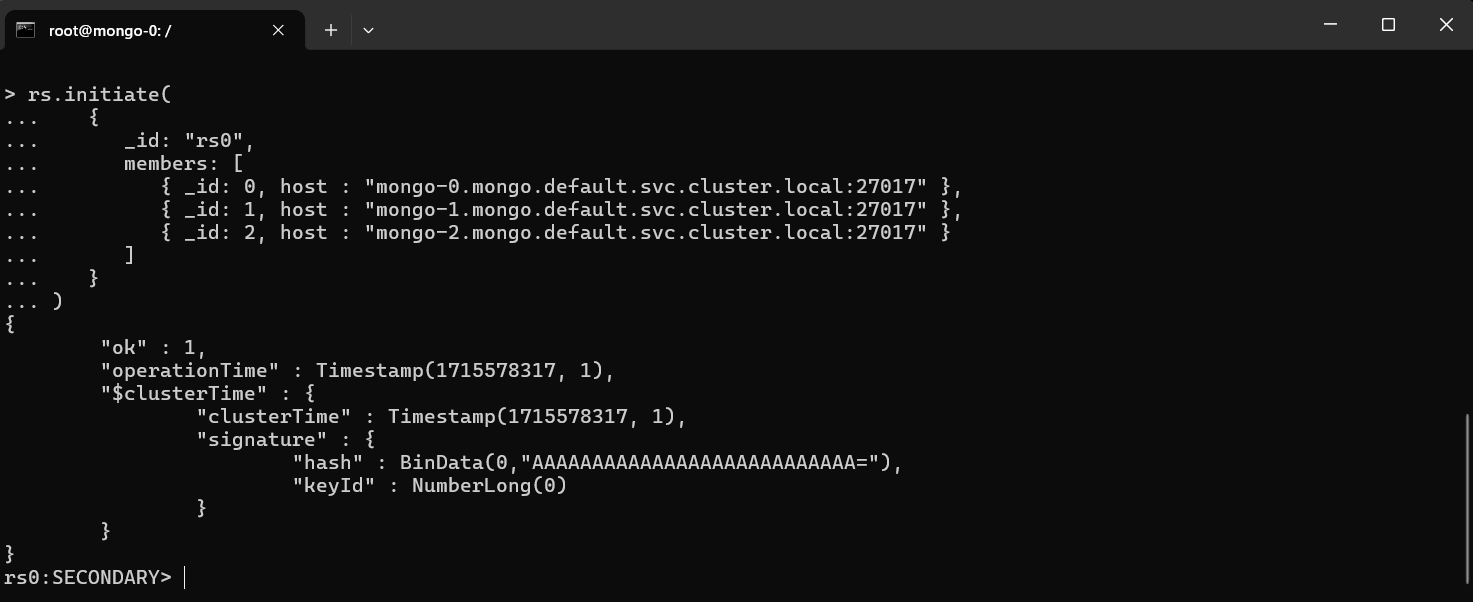 root@mongo-0: /
> rs.initiate(
...    {
...       _id: "rs0",
...       members: [
...          { _id: 0, host : "mongo-0.mongo.default.svc.cluster.local:27017" },
...          { _id: 1, host : "mongo-1.mongo.default.svc.cluster.local:27017" },
...          { _id: 2, host : "mongo-2.mongo.default.svc.cluster.local:27017" }
...       ]
...    }
... )
{
        "ok" : 1,
        "operationTime" : Timestamp(1715578317, 1),
        "$clusterTime" : {
                "clusterTime" : Timestamp(1715578317, 1),
                "signature" : {
                        "hash" : BinData(0,"AAAAAAAAAAAAAAAAAAAAAAAAAAA="),
                        "keyId" : NumberLong(0)
                }
        }
}
rs0:SECONDARY>